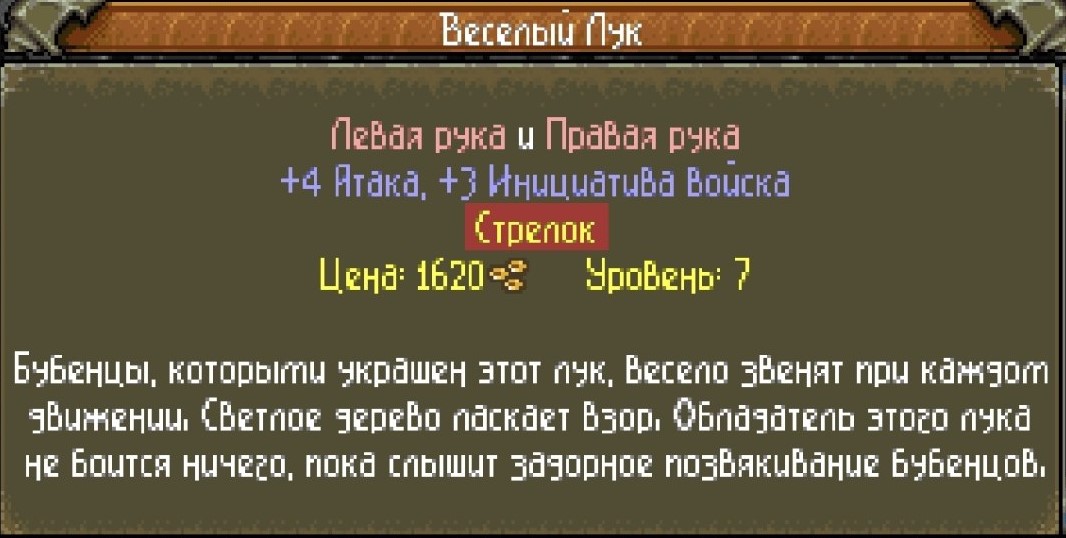 Веселый Лук
Левая рука и Правая рука
+4 Атака, +3 Инициатива войска
Стрелок
Цена: 1620 Уровень: 7
Бубенцы, которыми украшен этот лук, весело звенят при каждом
движении. Светлое дерево ласкает взор. Обладатель этого лука
не боится ничего, пока слышит задорное позвякивание бубенцов.